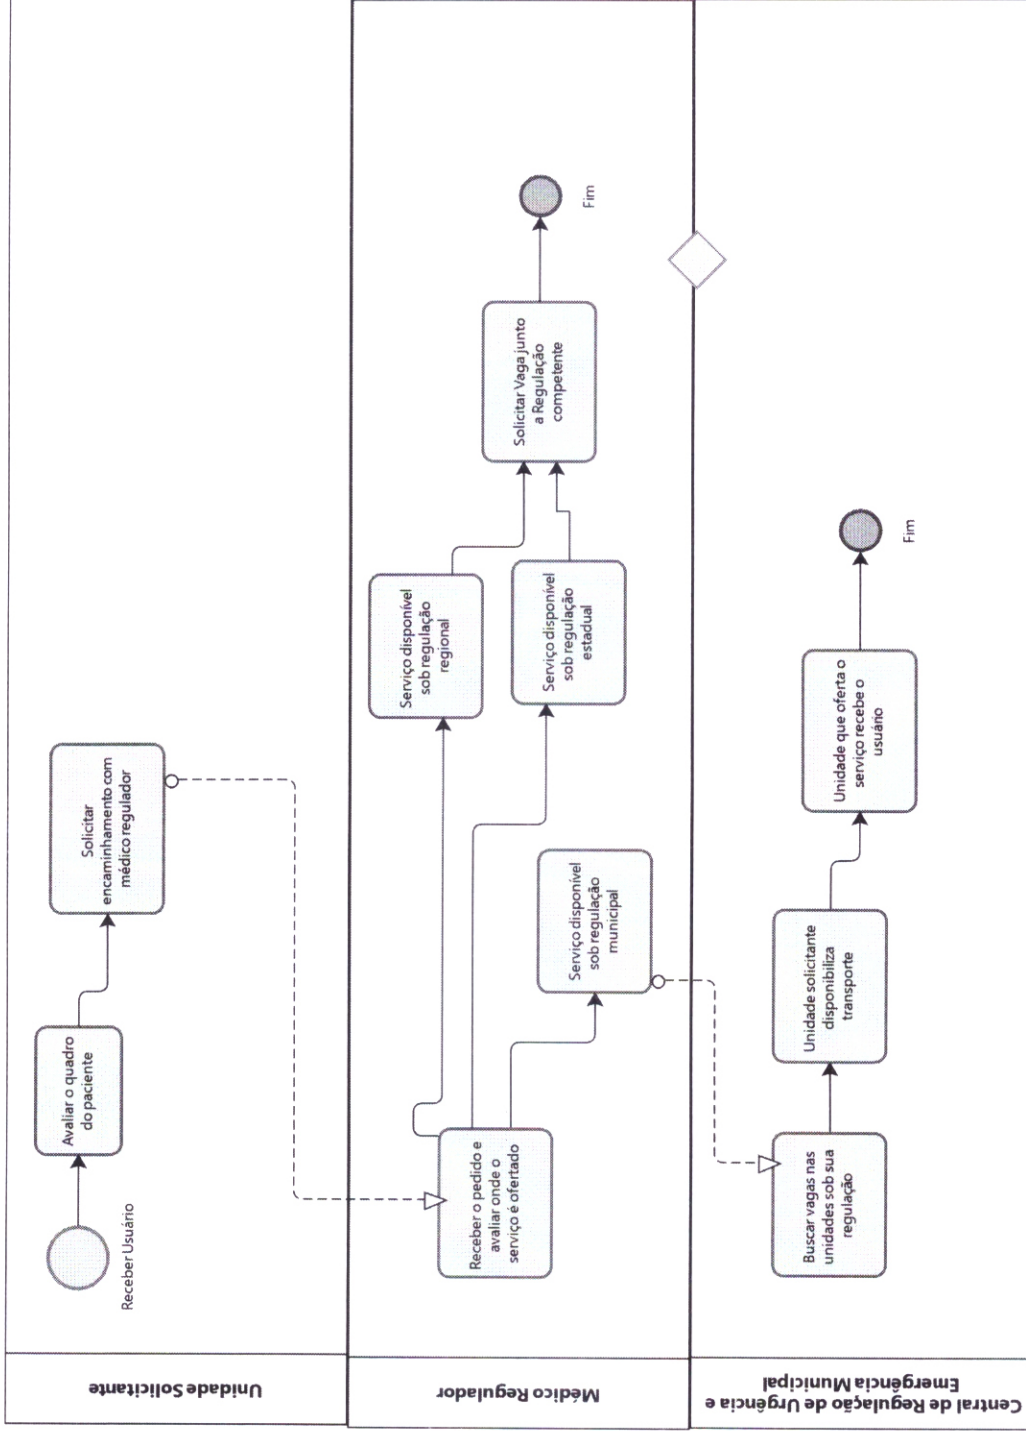 Unidade Solicitante
Receber Usuário
Avaliar o quadro
do paciente
Solicitar
encaminhamento com
médico regulador
Médico Regulador
Receber o pedido e
avaliar onde o
serviço é ofertado
Serviço disponível
sob regulação
regional
Serviço disponível
sob regulação
estadual
Serviço disponível
sob regulação
municipal
Solicitar Vaga junto
a Regulação
competente
Fim
Central de Regulação de Urgência e
Emergência Municipal
Buscar vagas nas
unidades sob sua
regulação
Unidade solicitante
disponibiliza
transporte
Unidade que oferta o
serviço recebe o
usuário
Fim